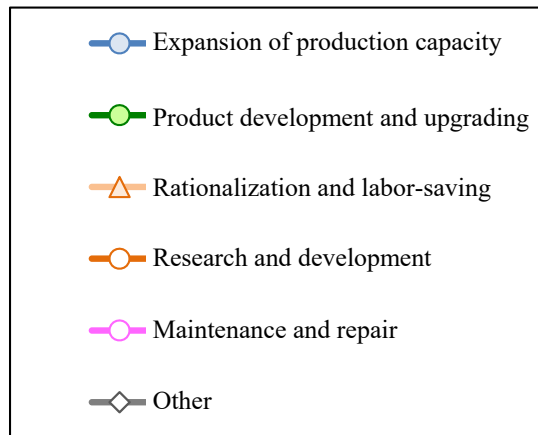 Expansion of production capacity
Product development and upgrading
Rationalization and labor-saving
Research and development
Maintenance and repair
Other